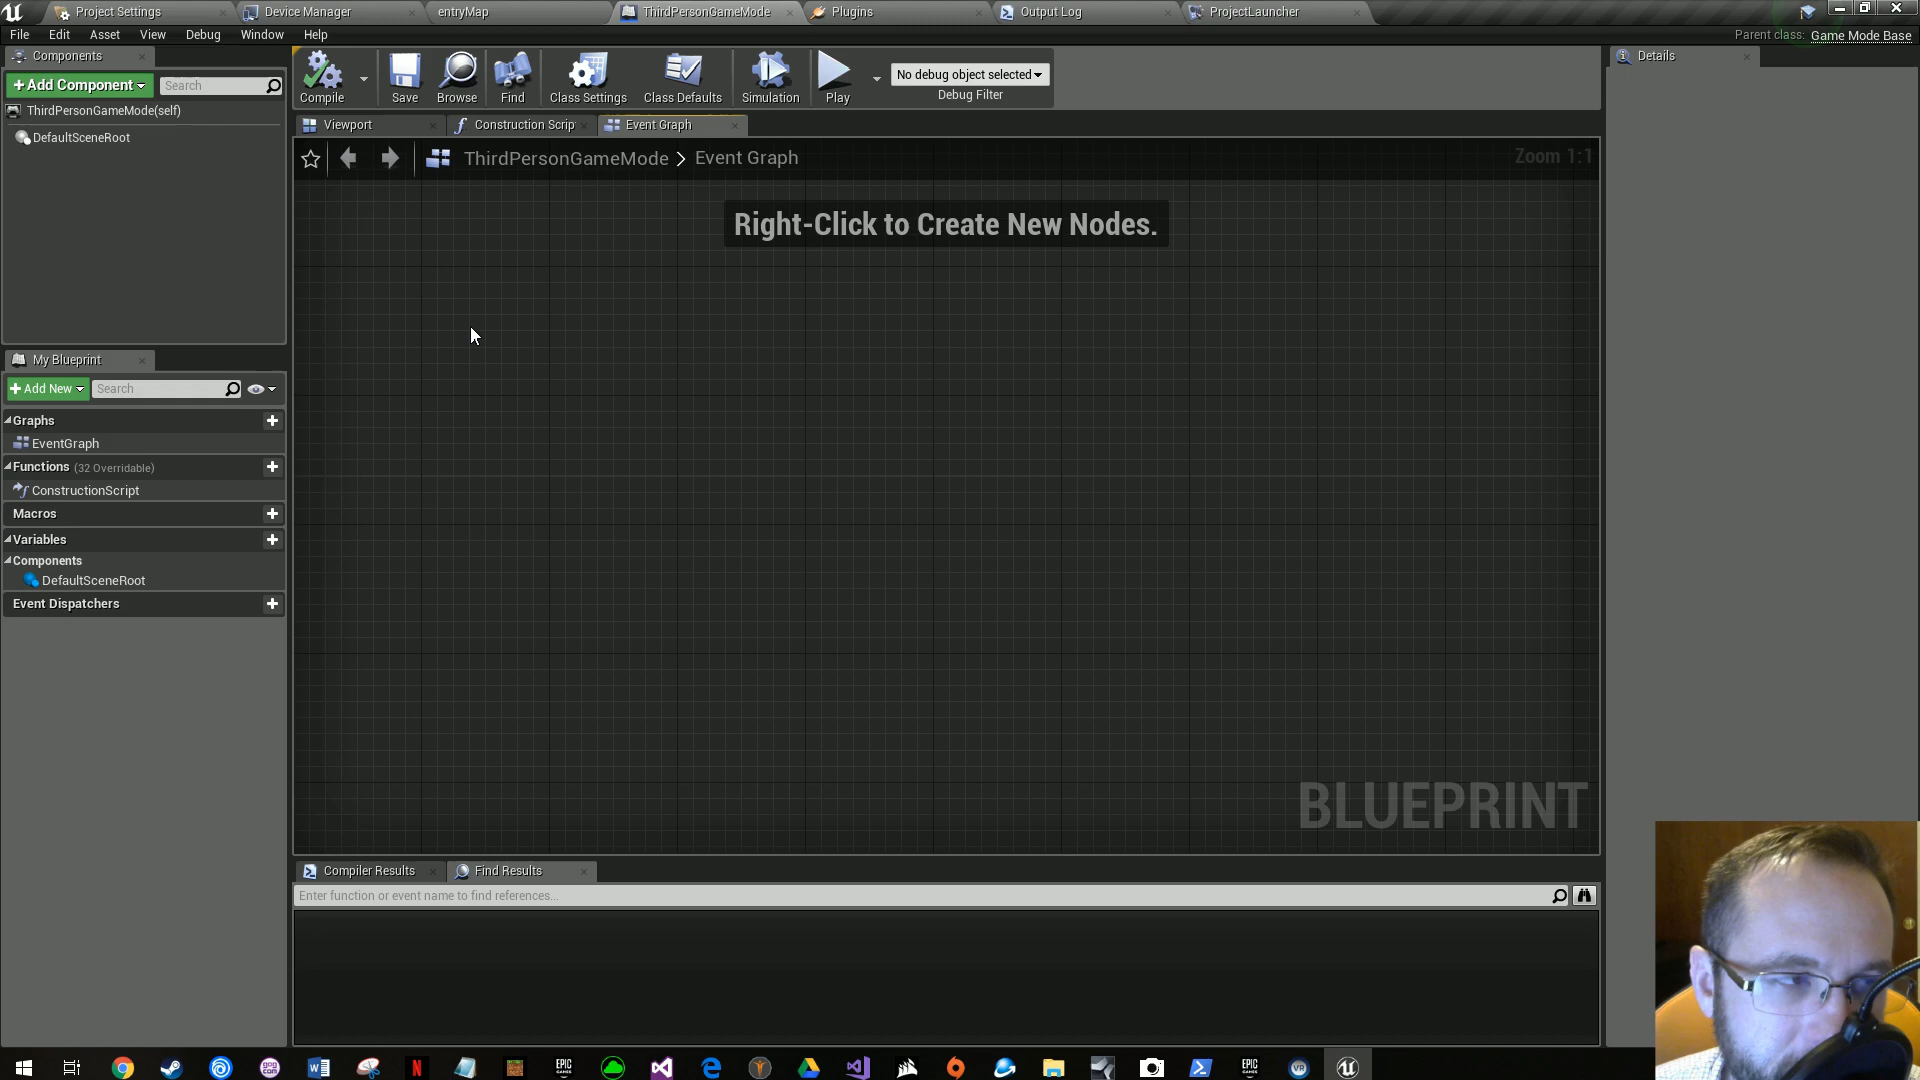 Project Settings
Device Manager
entryMap
ThirdPersonGameMode
Plugins
Output Log
ProjectLauncher
File Edit Asset View Debug Window Help
Parent class: Game Mode Base
Components
+Add Component
Search
ThirdPersonGameMode(self)
DefaultSceneRoot
Compile
Save
Browse
Find
Class Settings
Class Defaults
Simulation
Play
No debug object selected
Debug Filter
Details
Viewport
Construction Scrip
Event Graph
ThirdPersonGameMode > Event Graph
Zoom 1:1
Right-Click to Create New Nodes.
My Blueprint
+Add New
Search
Graphs
EventGraph
Functions (32 Overridable)
ConstructionScript
Macros
Variables
Components
DefaultSceneRoot
Event Dispatchers
BLUEPRINT
Compiler Results
Find Results
Enter function or event name to find references...